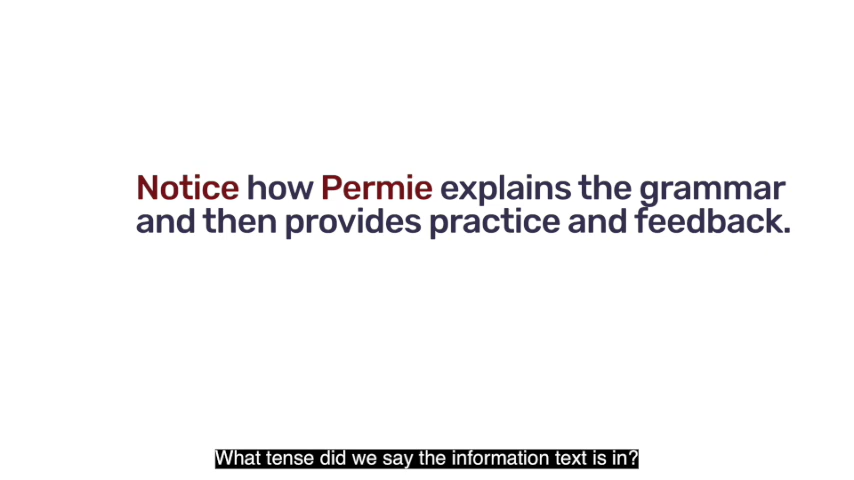 Notice how Permie explains the grammar
and then provides practice and feedback.
What tense did we say the information text is in?